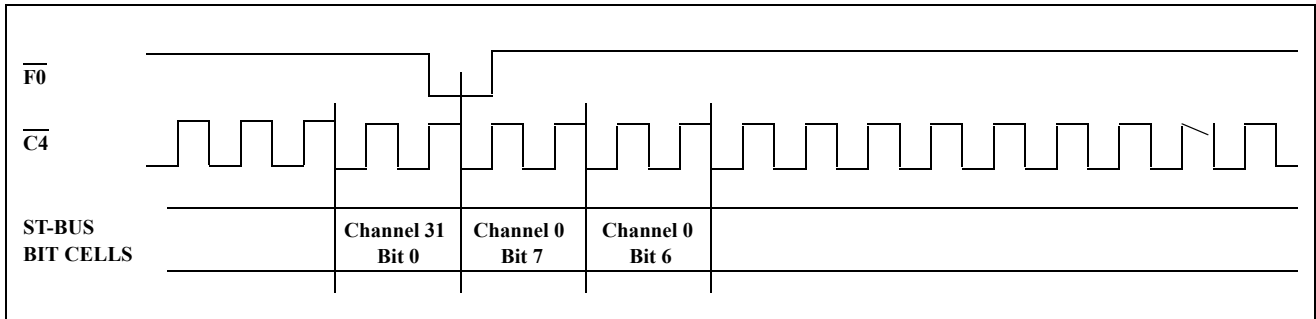 F0
C4
ST-BUS
BIT CELLS
Channel 31
Bit 0
Channel 0
Bit 7
Channel 0
Bit 6